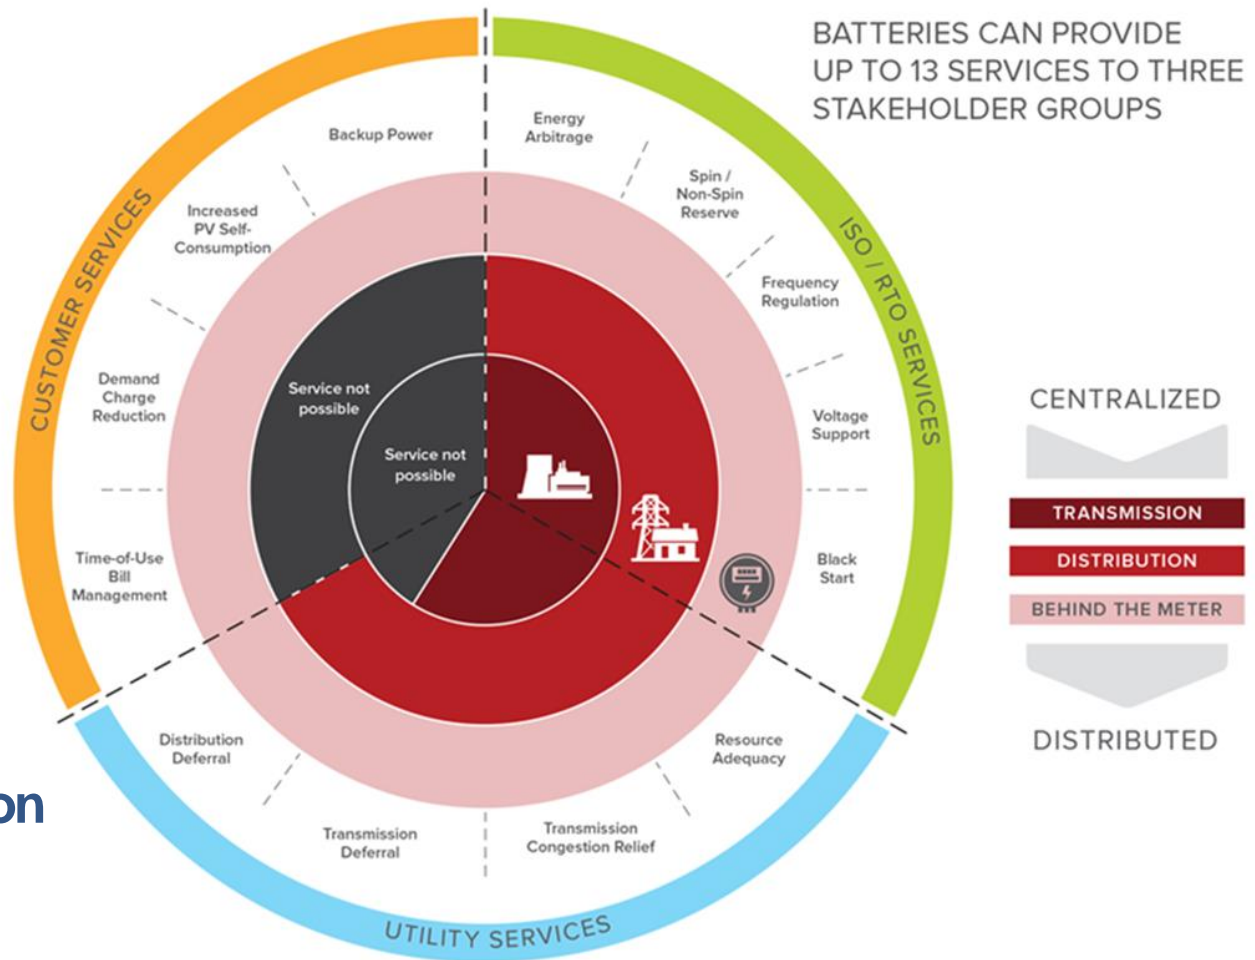 BATTERIES CAN PROVIDE
UP TO 13 SERVICES TO THREE
STAKEHOLDER GROUPS
CUSTOMER SERVICES
ISO / RTO SERVICES
UTILITY SERVICES
Energy
Arbitrage
Spin /
Non-Spin
Reserve
Frequency
Regulation
Voltage
Support
Black
Start
Resource
Adequacy
Transmission
Congestion Relief
Transmission
Deferral
Distribution
Deferral
Time-of-Use
Bill
Management
Demand
Charge
Reduction
Increased
PV Self-
Consumption
Backup Power
Service not
possible
Service not
possible
CENTRALIZED
TRANSMISSION
DISTRIBUTION
BEHIND THE METER
DISTRIBUTED
on